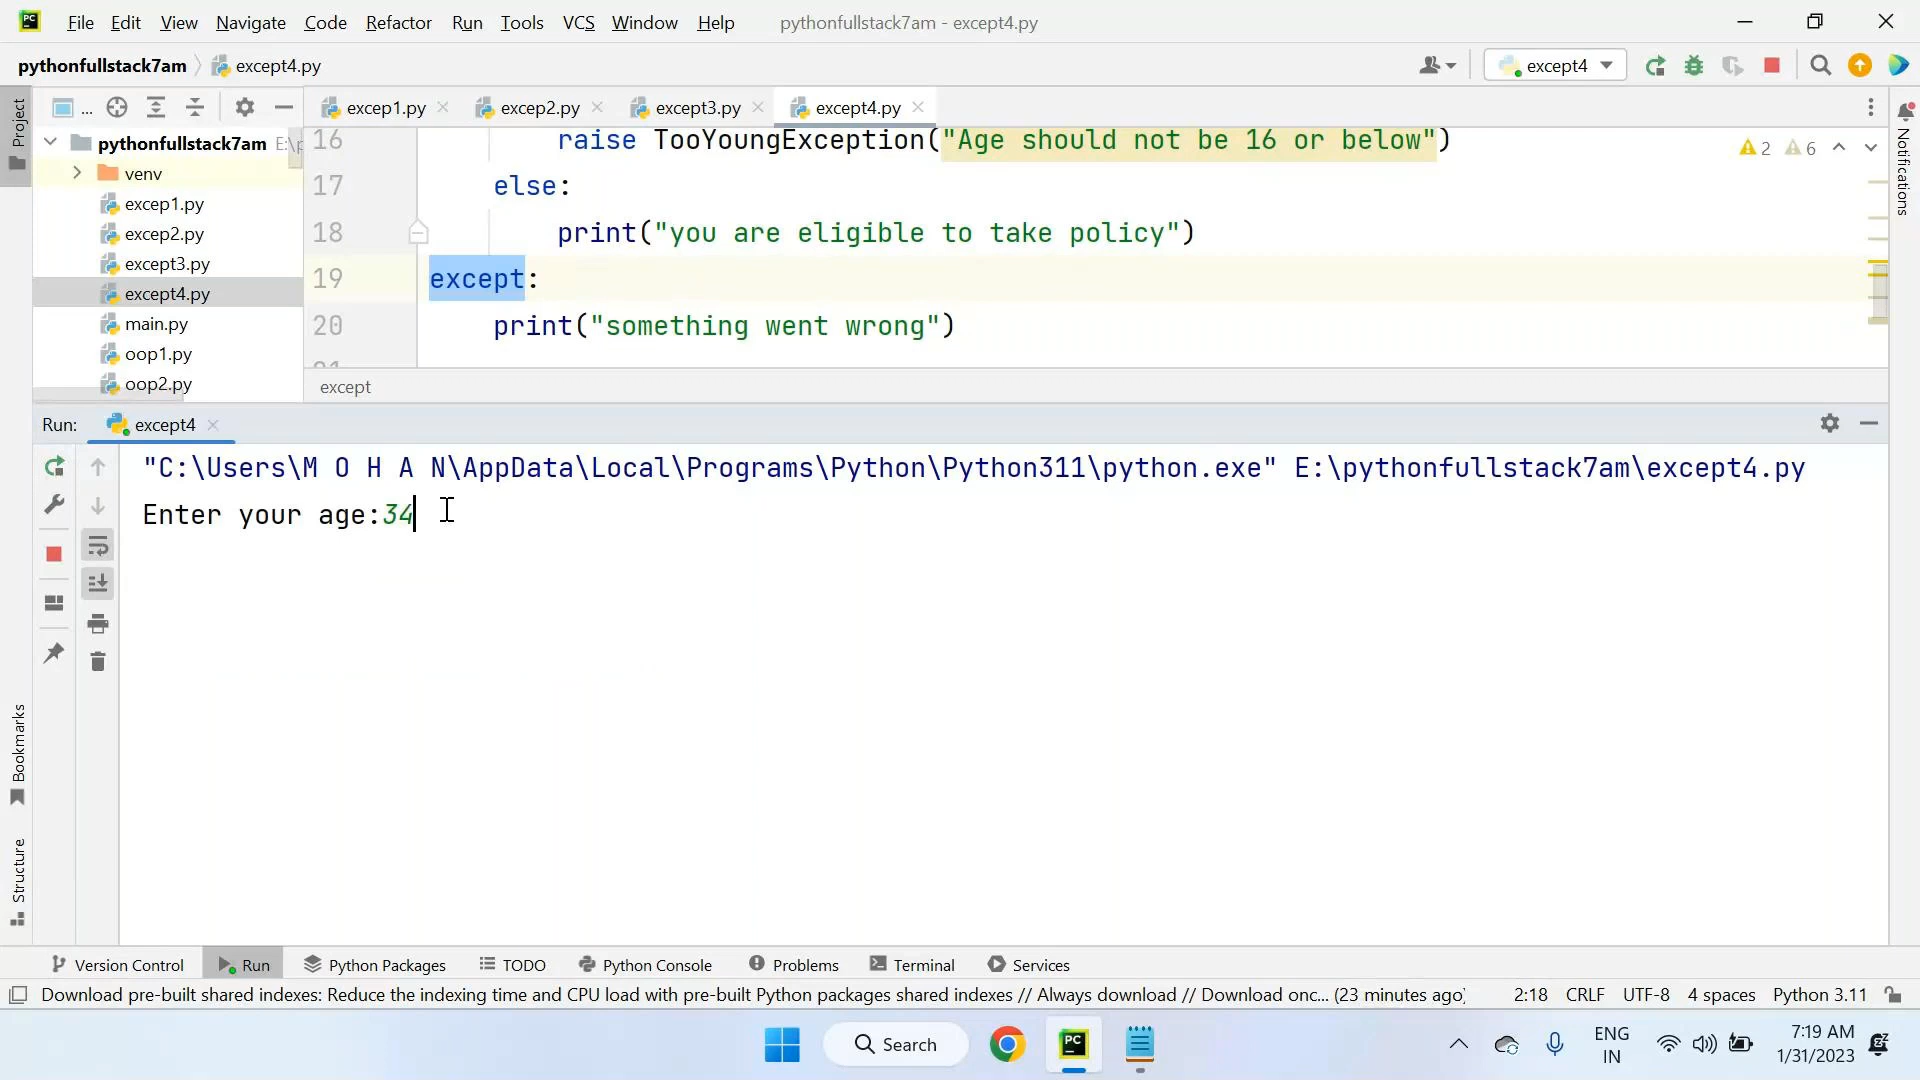 File Edit View Navigate Code Refactor Run Tools VCS Window Help pythonfullstack7am - except4.py
pythonfullstack7am except4.py
except4
Project
...
excep1.py
excep2.py
except3.py
except4.py
Notifications
pythonfullstack7am E:\p
venv
excep1.py
excep2.py
except3.py
except4.py
main.py
oop1.py
oop2.py
16 raise TooYoungException("Age should not be 16 or below")
17 else:
18 print("you are eligible to take policy")
19 except:
20 print("something went wrong")
2 6
except
Run: except4
"C:\Users\M O H A N\AppData\Local\Programs\Python\Python311\python.exe" E:\pythonfullstack7am\except4.py
Enter your age:34
Bookmarks
Structure
Version Control Run Python Packages TODO Python Console Problems Terminal Services
Download pre-built shared indexes: Reduce the indexing time and CPU load with pre-built Python packages shared indexes // Always download // Download onc... (23 minutes ago) 2:18 CRLF UTF-8 4 spaces Python 3.11
Search
PC
ENG
IN
7:19 AM
1/31/2023